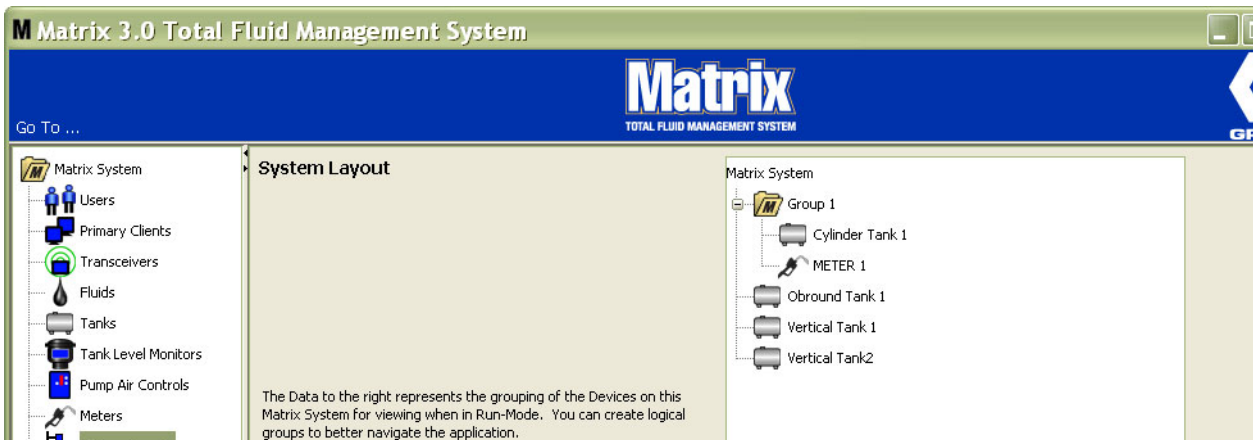 M Matrix 3.0 Total Fluid Management System
Matrix
TOTAL FLUID MANAGEMENT SYSTEM
Go To ...
Matrix System
Users
Primary Clients
Transceivers
Fluids
Tanks
Tank Level Monitors
Pump Air Controls
Meters
System Layout
The Data to the right represents the grouping of the Devices on this
Matrix System for viewing when in Run-Mode.  You can create logical
groups to better navigate the application.
Matrix System
Group 1
Cylinder Tank 1
METER 1
Obround Tank 1
Vertical Tank 1
Vertical Tank2